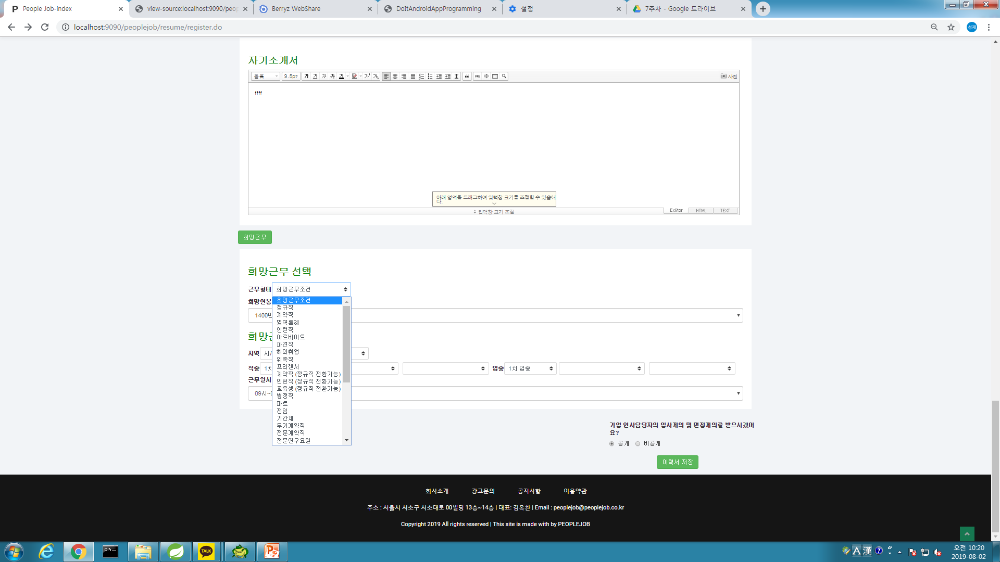 People Job-index
view-source:localhost:9090/peop
Berryz WebShare
DoItAndroidAppProgramming
설정
7주차 - Google 드라이브
localhost:9090/peoplejob/resume/register.do
성재
자기소개서
돋움
9.5pt
가 가 가 가 가 가 가
URL
사진
ffff
아래 영역을 드래그하여 입력창 크기를 조절할 수 있습니
다.
입력창 크기 조절
Editor
HTML
TEXT
희망근무
희망근무 선택
근무형태
희망근무조건
희망연봉
희망근무조건
정규직
계약직
병역특례
인턴직
아르바이트
파견직
해외취업
위촉직
프리랜서
계약직 (정규직 전환가능)
인턴직 (정규직 전환가능)
교육생 (정규직 전환가능)
별정직
파트
전임
기간제
무기계약직
전문계약직
전문연구요원
1400만
희망근
지역
시/
직종
1차
업종
1차 업종
근무일시
09시~0
기업 인사담당자의 입사제의 및 면접제의를 받으시겠어
요?
공개
비공개
이력서 저장
회사소개
광고문의
공지사항
이용약관
주소 : 서울시 서초구 서초대로 00빌딩 13층~14층 | 대표: 김옥환 | Email : peoplejob@peoplejob.co.kr
Copyright 2019 All rights reserved | This site is made with by PEOPLEJOB
C:\
TALK
A 漢
오전 10:20
2019-08-02